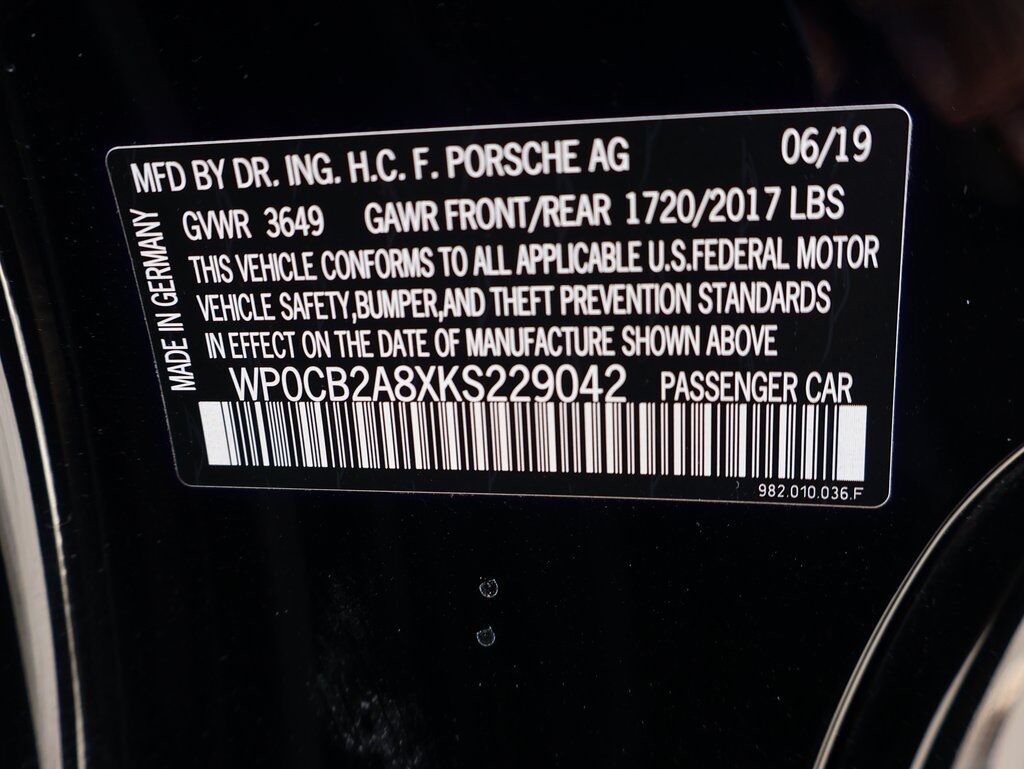 MFD BY DR. ING. H.C. F. PORSCHE AG 06/19
GVWR 3649 GAWR FRONT/REAR 1720/2017 LBS
THIS VEHICLE CONFORMS TO ALL APPLICABLE U.S.FEDERAL MOTOR
VEHICLE SAFETY,BUMPER,AND THEFT PREVENTION STANDARDS
IN EFFECT ON THE DATE OF MANUFACTURE SHOWN ABOVE
MADE IN GERMANY
WP0CB2A8XKS229042 PASSENGER CAR
982.010.036.F